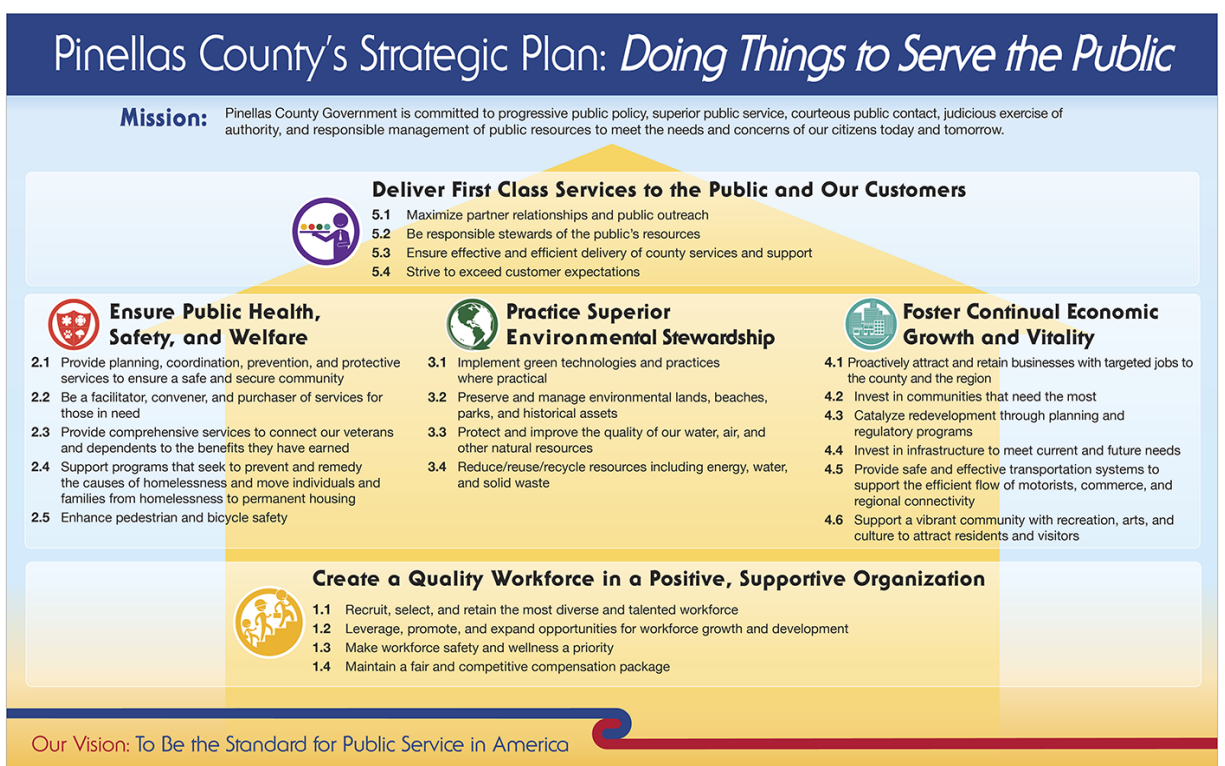 Pinellas County's Strategic Plan: Doing Things to Serve the Public
Mission:
Pinellas County Government is committed to progressive public policy, superior public service, courteous public contact, judicious exercise of
authority, and responsible management of public resources to meet the needs and concerns of our citizens today and tomorrow.
Deliver First Class Services to the Public and Our Customers
5.1 Maximize partner relationships and public outreach
5.2 Be responsible stewards of the public's resources
5.3 Ensure effective and efficient delivery of county services and support
5.4 Strive to exceed customer expectations
Ensure Public Health,
Safety, and Welfare
2.1 Provide planning, coordination, prevention, and protective
services to ensure a safe and secure community
2.2 Be a facilitator, convener, and purchaser of services for
those in need
2.3 Provide comprehensive services to connect our veterans
and dependents to the benefits they have earned
2.4 Support programs that seek to prevent and remedy
the causes of homelessness and move individuals and
families from homelessness to permanent housing
2.5 Enhance pedestrian and bicycle safety
Practice Superior
Environmental Stewardship
3.1 Implement green technologies and practices
where practical
3.2 Preserve and manage environmental lands, beaches,
parks, and historical assets
3.3 Protect and improve the quality of our water, air, and
other natural resources
3.4 Reduce/reuse/recycle resources including energy, water,
and solid waste
Foster Continual Economic
Growth and Vitality
4.1 Proactively attract and retain businesses with targeted jobs to
the county and the region
4.2 Invest in communities that need the most
4.3 Catalyze redevelopment through planning and
regulatory programs
4.4 Invest in infrastructure to meet current and future needs
4.5 Provide safe and effective transportation systems to
support the efficient flow of motorists, commerce, and
regional connectivity
4.6 Support a vibrant community with recreation, arts, and
culture to attract residents and visitors
Create a Quality Workforce in a Positive, Supportive Organization
1.1 Recruit, select, and retain the most diverse and talented workforce
1.2 Leverage, promote, and expand opportunities for workforce growth and development
1.3 Make workforce safety and wellness a priority
1.4 Maintain a fair and competitive compensation package
Our Vision: To Be the Standard for Public Service in America